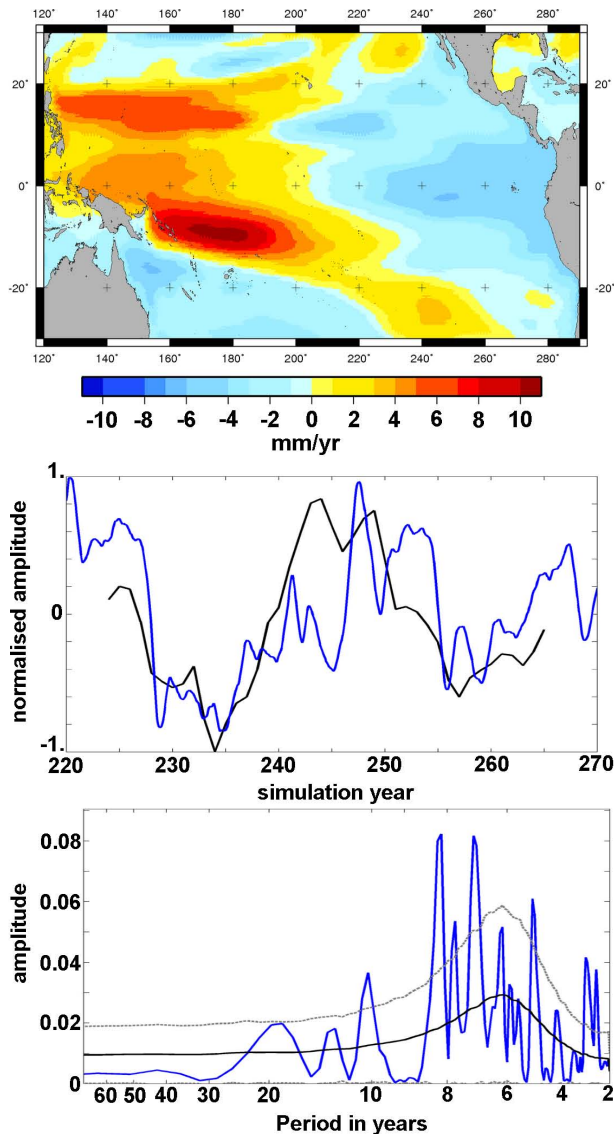 120° 140° 160° 180° 200° 220° 240° 260° 280°
20° 20°
0° 0°
-20° -20°
120° 140° 160° 180° 200° 220° 240° 260° 280°
-10 -8 -6 -4 -2 0 2 4 6 8 10
mm/yr
1.
0
-1.
normalised amplitude
220 230 240 250 260 270
simulation year
0.08
0.06
0.04
0.02
0
amplitude
60 50 40 30 20 10 8 6 4 2
Period in years